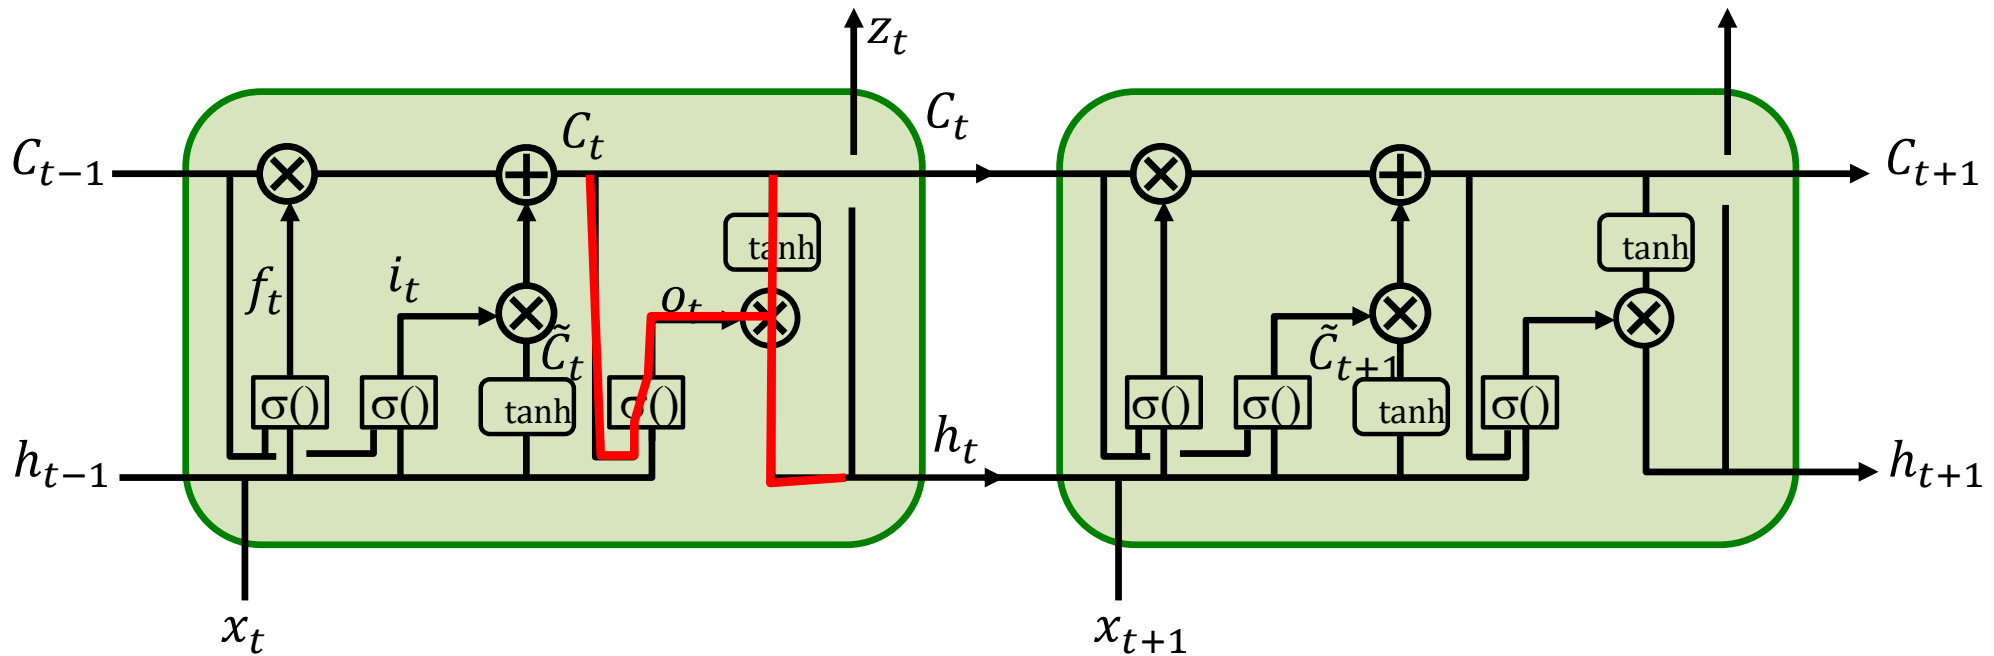 z_t
C_{t-1}
C_t
C_t
C_{t+1}
f_t
i_t
o_t
tanh
tanh
C̃_t
C̃_{t+1}
σ()
σ()
tanh
σ()
σ()
σ()
tanh
σ()
h_{t-1}
h_t
h_{t+1}
x_t
x_{t+1}